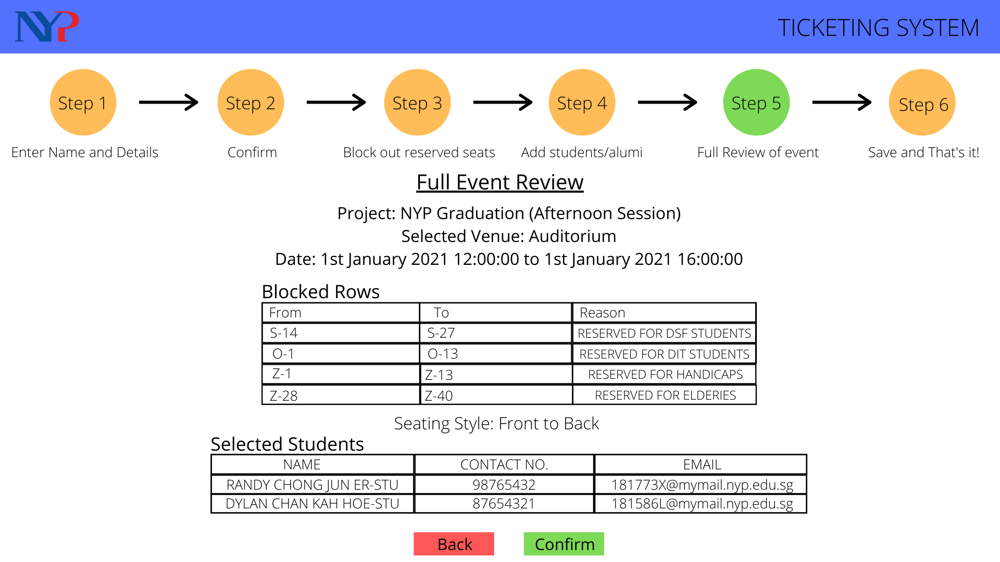 NYP
TICKETING SYSTEM
Step 1
Step 2
Step 3
Step 4
Step 5
Step 6
Enter Name and Details
Confirm
Block out reserved seats
Add students/alumi
Full Review of event
Save and That's it!
Full Event Review
Project: NYP Graduation (Afternoon Session)
Selected Venue: Auditorium
Date: 1st January 2021 12:00:00 to 1st January 2021 16:00:00
Blocked Rows
From To Reason
S-14 S-27 RESERVED FOR DSF STUDENTS
O-1 O-13 RESERVED FOR DIT STUDENTS
Z-1 Z-13 RESERVED FOR HANDICAPS
Z-28 Z-40 RESERVED FOR ELDERIES
Seating Style: Front to Back
Selected Students
NAME CONTACT NO. EMAIL
RANDY CHONG JUN ER-STU 98765432 181773X@mymail.nyp.edu.sg
DYLAN CHAN KAH HOE-STU 87654321 181586L@mymail.nyp.edu.sg
Back
Confirm